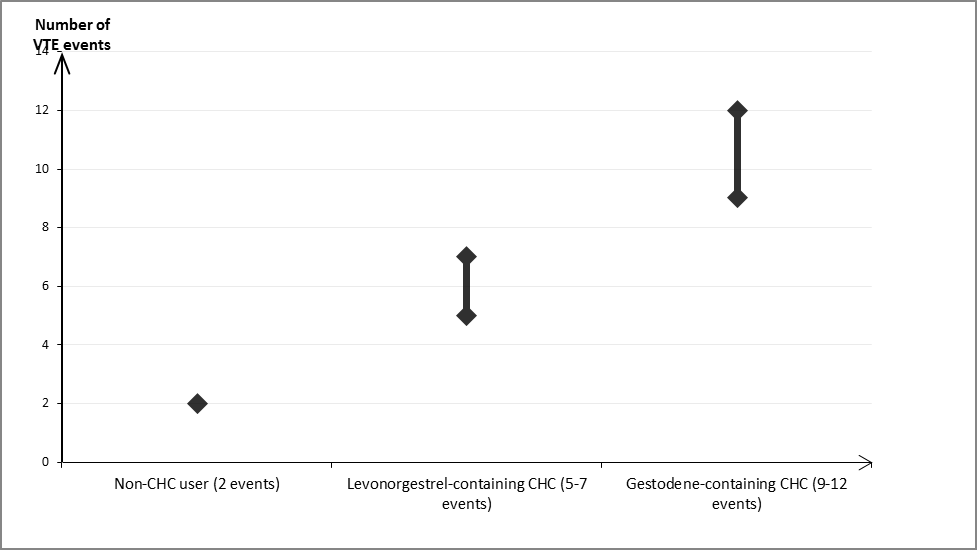 Number of
VTE events
14
12
10
8
6
4
2
0
Non-CHC user (2 events)
Levonorgestrel-containing CHC (5-7
events)
Gestodene-containing CHC (9-12
events)